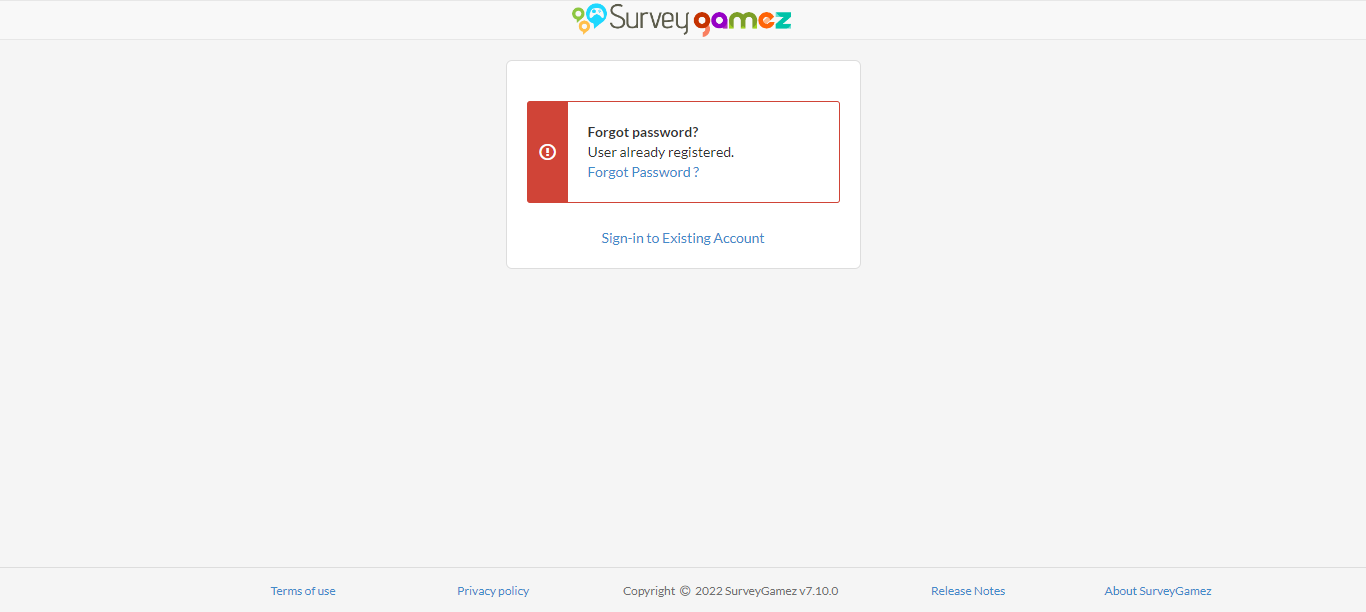 Survey gamez
Forgot password?
User already registered.
Forgot Password ?
Sign-in to Existing Account
Terms of use
Privacy policy
Copyright © 2022 SurveyGamez v7.10.0
Release Notes
About SurveyGamez